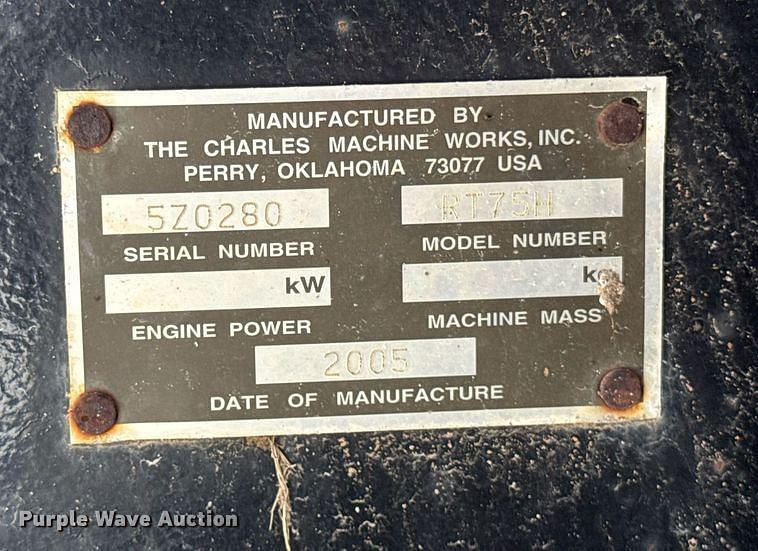 MANUFACTURED BY
THE CHARLES MACHINE WORKS, INC.
PERRY, OKLAHOMA 73077 USA
5Z0280 RT75H
SERIAL NUMBER MODEL NUMBER
kW kg
ENGINE POWER MACHINE MASS
2005
DATE OF MANUFACTURE
Purple Wave Auction